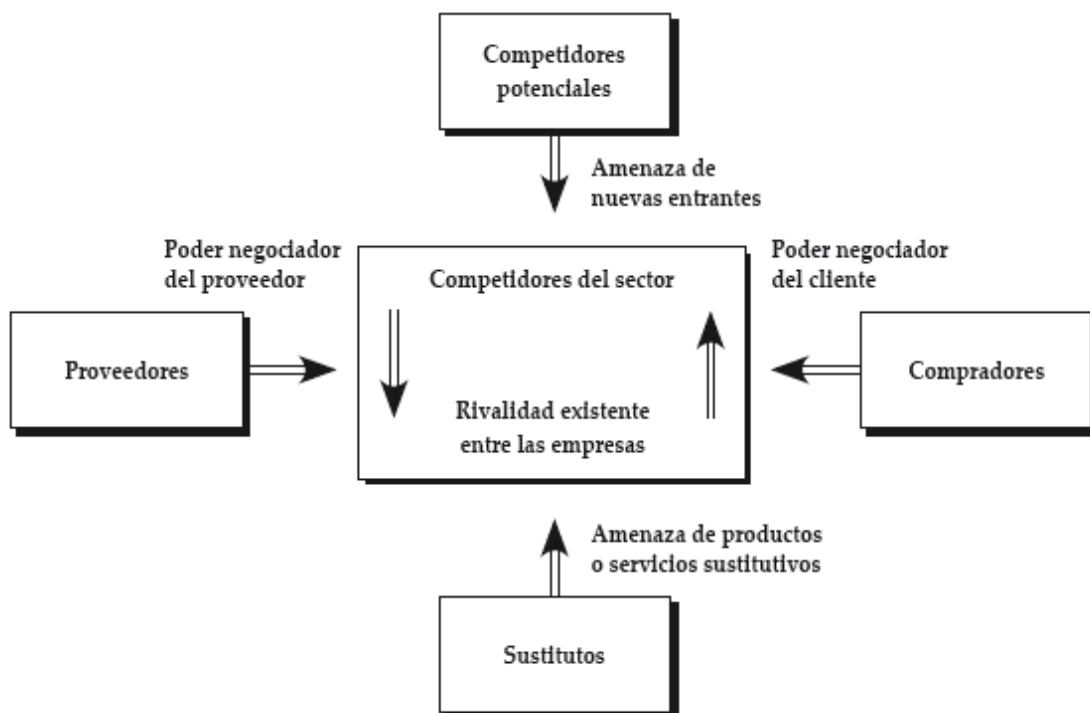 Competidores
potenciales
Amenaza de
nuevas entrantes
Poder negociador
del proveedor
Competidores del sector
Poder negociador
del cliente
Proveedores
Rivalidad existente
entre las empresas
Compradores
Amenaza de productos
o servicios sustitutivos
Sustitutos